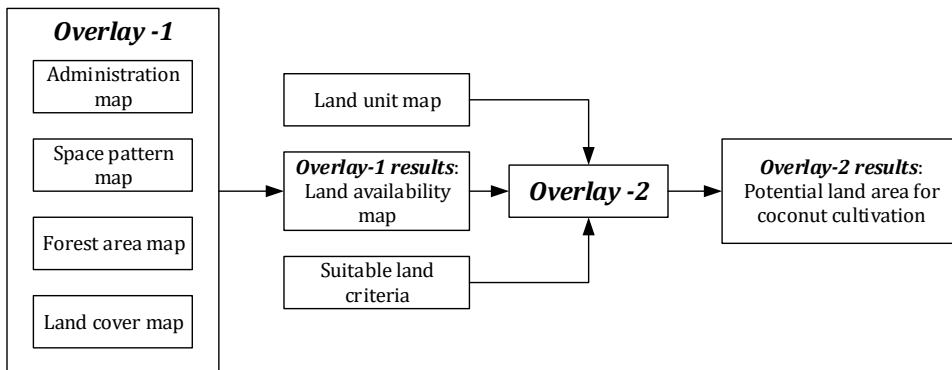 Overlay -1
Administration
map
Space pattern
map
Forest area map
Land cover map
Land unit map
Overlay-1 results:
Land availability
map
Suitable land
criteria
Overlay -2
Overlay-2 results:
Potential land area for
coconut cultivation